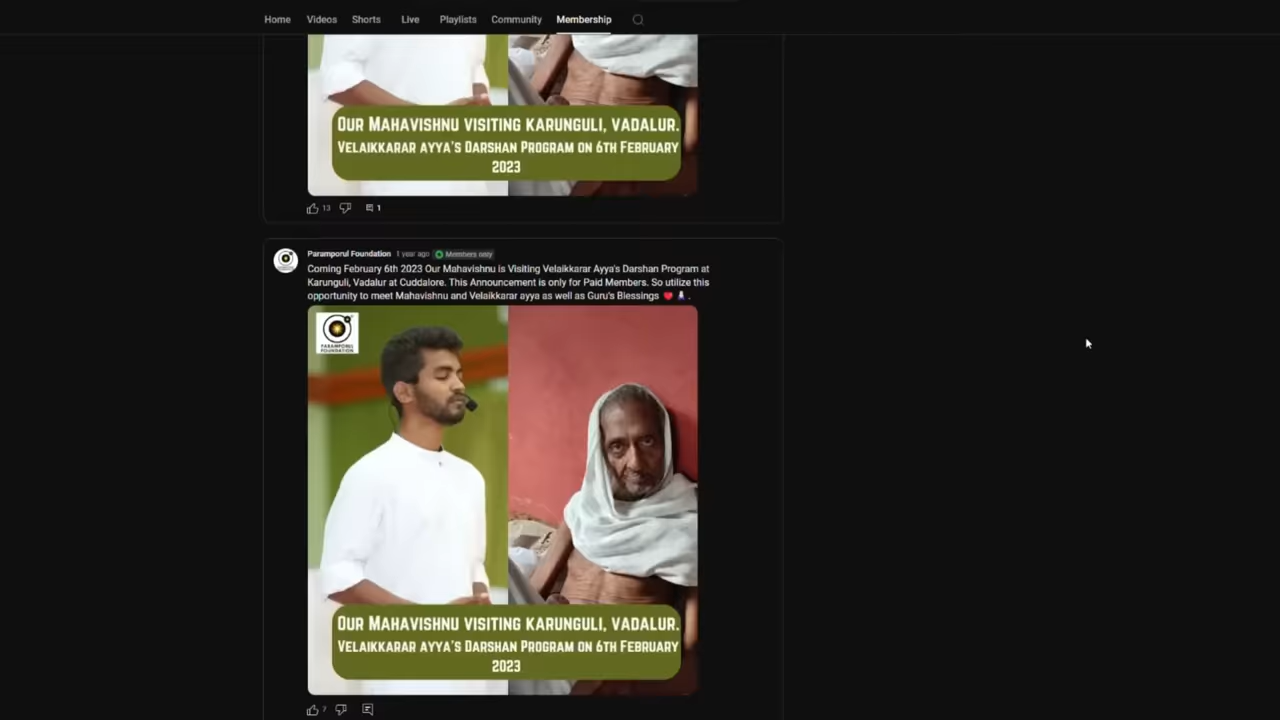 Home Videos Shorts Live Playlists Community Membership
Our Mahavishnu visiting Karunguli, Vadalur.
Velaikkarar ayya's Darshan Program on 6th February
2023
13 1
Paramporul Foundation 1 year ago Members only
Coming February 6th 2023 Our Mahavishnu is Visiting Velaikkarar Ayya's Darshan Program at
Karunguli, Vadalur at Cuddalore. This Announcement is only for Paid Members. So utilize this
opportunity to meet Mahavishnu and Velaikkarar ayya as well as Guru's Blessings ❤️ .
PARAMPORUL
FOUNDATION
Our Mahavishnu visiting Karunguli, Vadalur.
Velaikkarar ayya's Darshan Program on 6th February
2023
7